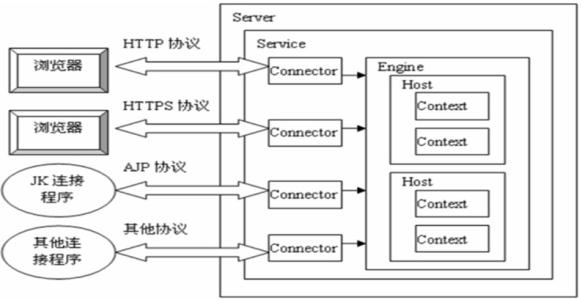 Server
Service
HTTP 协议
浏览器
Connector
Engine
Host
Context
Context
HTTPS 协议
浏览器
Connector
AJP 协议
JK 连接
程序
Connector
Host
Context
Context
其他协议
其他连
接程序
Connector